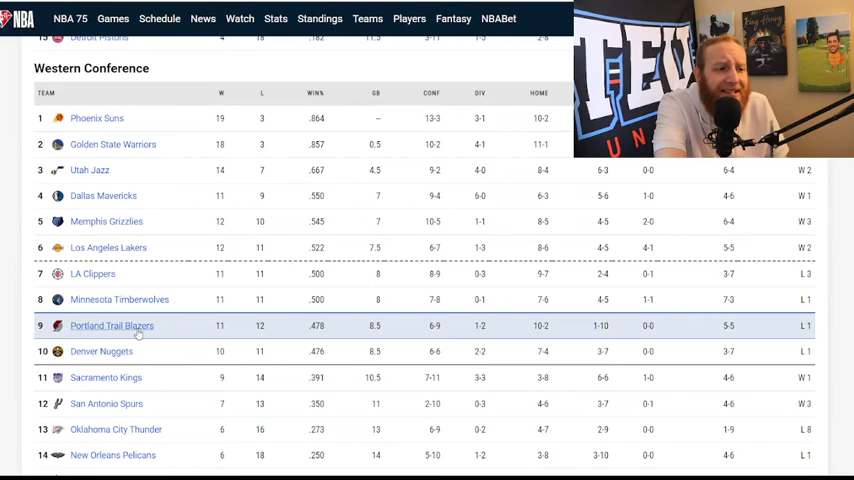 NBA NBA 75 Games Schedule News Watch Stats Standings Teams Players Fantasy NBABet
15 Detroit Pistons 4 18 .182 11.5 3-11 1-5 2-8
Western Conference
TEAM W L WIN% GB CONF DIV HOME
1 Phoenix Suns 19 3 .864 -- 13-3 3-1 10-2
2 Golden State Warriors 18 3 .857 0.5 10-2 4-1 11-1
3 Utah Jazz 14 7 .667 4.5 9-2 4-0 8-4 6-3 0-0 6-4 W 2
4 Dallas Mavericks 11 9 .550 7 9-4 6-0 6-3 5-6 1-0 4-6 W 1
5 Memphis Grizzlies 12 10 .545 7 10-5 1-1 8-5 4-5 2-0 6-4 W 3
6 Los Angeles Lakers 12 11 .522 7.5 6-7 1-3 8-6 4-5 4-1 5-5 W 2
7 LA Clippers 11 11 .500 8 8-9 0-3 9-7 2-4 0-1 3-7 L 3
8 Minnesota Timberwolves 11 11 .500 8 7-8 0-1 7-6 4-5 1-1 7-3 L 1
9 Portland Trail Blazers 11 12 .478 8.5 6-9 1-2 10-2 1-10 0-0 5-5 L 1
10 Denver Nuggets 10 11 .476 8.5 6-6 2-2 7-4 3-7 0-0 3-7 L 1
11 Sacramento Kings 9 14 .391 10.5 7-11 3-3 3-8 6-6 1-0 4-6 W 1
12 San Antonio Spurs 7 13 .350 11 2-10 0-3 4-6 3-7 0-1 4-6 W 3
13 Oklahoma City Thunder 6 16 .273 13 6-9 0-2 4-7 2-9 0-0 1-9 L 8
14 New Orleans Pelicans 6 18 .250 14 5-10 1-2 3-8 3-10 0-0 4-6 L 1